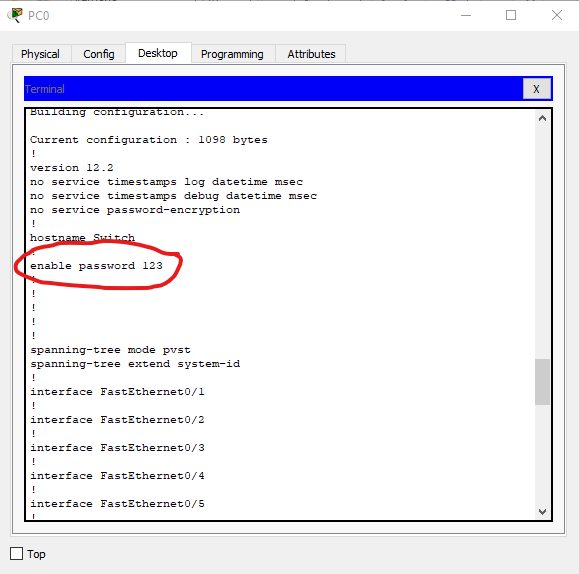 PC0
Physical Config Desktop Programming Attributes
Terminal X
Building configuration...
Current configuration : 1098 bytes
!
version 12.2
no service timestamps log datetime msec
no service timestamps debug datetime msec
no service password-encryption
!
hostname Switch
!
enable password 123
!
!
!
!
!
spanning-tree mode pvst
spanning-tree extend system-id
!
interface FastEthernet0/1
!
interface FastEthernet0/2
!
interface FastEthernet0/3
!
interface FastEthernet0/4
!
interface FastEthernet0/5
!
Top